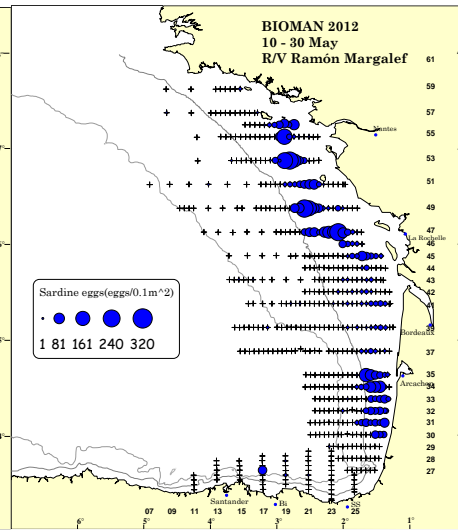 BIOMAN 2012
10 - 30 May
R/V Ramón Margalef
61
59
57
55
Nantes
53
51
49
47
La Rochelle
46
45
44
43
42
41
39
Bordeaux
37
35
Arcachon
34
33
32
31
30
29
28
27
Sardine eggs(eggs/0.1m^2)
1 81 161 240 320
Santander
Bi
SS
07 09 11 13 15 17 19 21 23 25
6° 4° 3° 2°